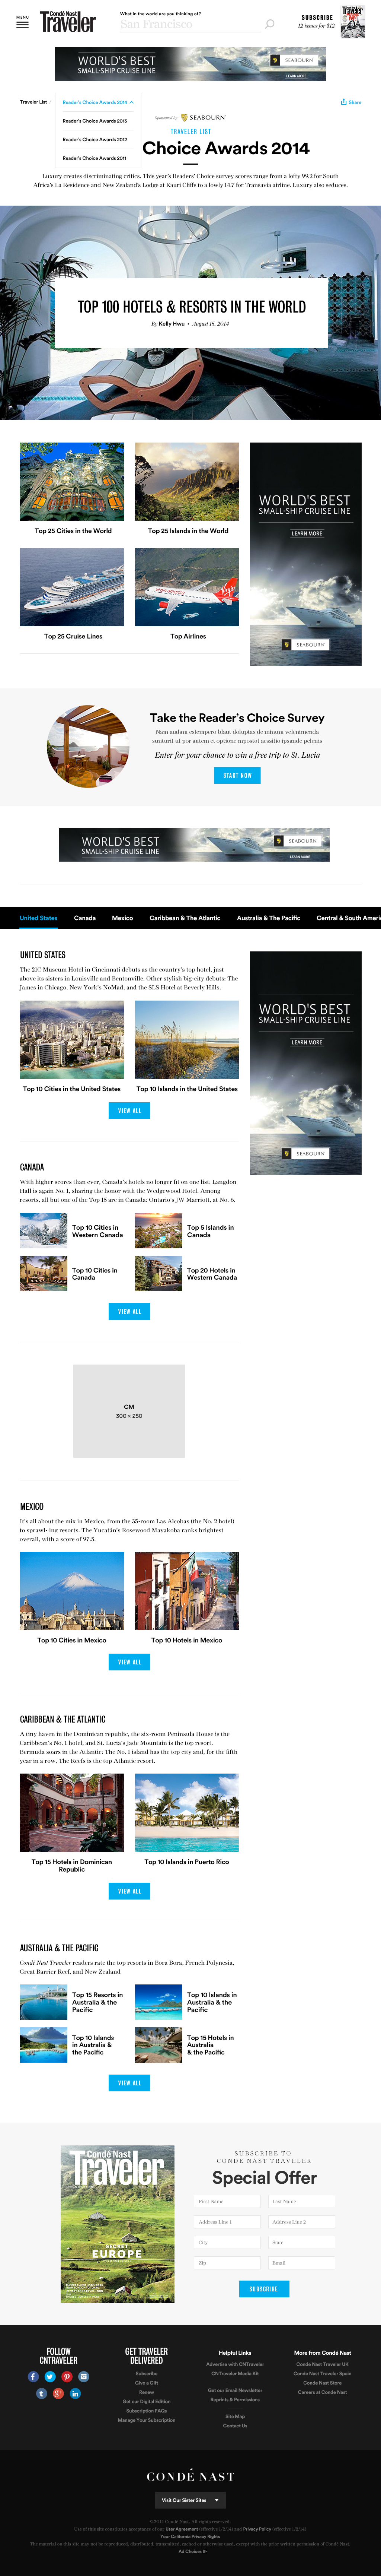 MENU
Condé Nast
Traveler
What in the world are you thinking of?
San Francisco
SUBSCRIBE
12 issues for $12
WORLD'S BEST
SMALL-SHIP CRUISE LINE
SEABOURN
LEARN MORE
Traveler List
Reader's Choice Awards 2014
Reader's Choice Awards 2013
Reader's Choice Awards 2012
Reader's Choice Awards 2011
Share
Sponsored by SEABOURN
TRAVELER LIST
Choice Awards 2014
Luxury creates discriminating critics. This year's Readers' Choice survey scores range from a lofty 99.2 for South
Africa's La Residence and New Zealand's Lodge at Kauri Cliffs to a lowly 14.7 for Transavia airline. Luxury also seduces.
TOP 100 HOTELS & RESORTS IN THE WORLD
By Kelly Hwu • August 18, 2014
Top 25 Cities in the World
Top 25 Islands in the World
Top 25 Cruise Lines
Top Airlines
WORLD'S BEST
SMALL-SHIP CRUISE LINE
LEARN MORE
SEABOURN
Take the Reader's Choice Survey
Nam audam extempero blant doluptas de minum velenimenda
suntiurit ut por autem et optione mpostot assitio ipsande pelenis
Enter for your chance to win a free trip to St. Lucia
START NOW
WORLD'S BEST
SMALL-SHIP CRUISE LINE
SEABOURN
LEARN MORE
United States
Canada
Mexico
Caribbean & The Atlantic
Australia & The Pacific
Central & South Ameri
UNITED STATES
The 21C Museum Hotel in Cincinnati debuts as the country's top hotel, just
above its sisters in Louisville and Bentonville. Other stylish big-city debuts: The
James in Chicago, New York's NoMad, and the SLS Hotel at Beverly Hills.
Top 10 Cities in the United States
Top 10 Islands in the United States
VIEW ALL
WORLD'S BEST
SMALL-SHIP CRUISE LINE
LEARN MORE
SEABOURN
CANADA
With higher scores than ever, Canada's hotels no longer fit on one list: Langdon
Hall is again No. 1, sharing the honor with the Wedgewood Hotel. Among
resorts, all but one of the Top 15 are in Canada; Ontario's JW Marriott, at No. 6.
Top 10 Cities in
Western Canada
Top 5 Islands in
Canada
Top 10 Cities in
Canada
Top 20 Hotels in
Western Canada
VIEW ALL
CM
300 × 250
MEXICO
It's all about the mix in Mexico, from the 35-room Las Alcobas (the No. 2 hotel)
to sprawl- ing resorts. The Yucatán's Rosewood Mayakoba ranks brightest
overall, with a score of 97.5.
Top 10 Cities in Mexico
Top 10 Hotels in Mexico
VIEW ALL
CARIBBEAN & THE ATLANTIC
A tiny haven in the Dominican republic, the six-room Peninsula House is the
Caribbean's No. 1 hotel, and St. Lucia's Jade Mountain is the top resort.
Bermuda soars in the Atlantic: The No. 1 island has the top city and, for the fifth
year in a row, The Reefs is the top Atlantic resort.
Top 15 Hotels in Dominican
Republic
Top 10 Islands in Puerto Rico
VIEW ALL
AUSTRALIA & THE PACIFIC
Condé Nast Traveler readers rate the top resorts in Bora Bora, French Polynesia,
Great Barrier Reef, and New Zealand
Top 15 Resorts in
Australia & the
Pacific
Top 10 Islands in
Australia & the
Pacific
Top 10 Islands
in Australia &
the Pacific
Top 15 Hotels in
Australia
& the Pacific
VIEW ALL
Condé Nast
Traveler
SECRET
EUROPE
SUBSCRIBE TO
CONDE NAST TRAVELER
Special Offer
First Name
Last Name
Address Line 1
Address Line 2
City
State
Zip
Email
SUBSCRIBE
FOLLOW
CNTRAVELER
GET TRAVELER
DELIVERED
Subscribe
Give a Gift
Renew
Get our Digital Edition
Subscription FAQs
Manage Your Subscription
Helpful Links
Advertise with CNTraveler
CNTraveler Media Kit
Get our Email Newsletter
Reprints & Permissions
Site Map
Contact Us
More from Condé Nast
Conde Nast Traveler UK
Conde Nast Traveler Spain
Conde Nast Store
Careers at Conde Nast
CONDÉ NAST
Visit Our Sister Sites
© 2014 Condé Nast. All rights reserved.
Use of this site constitutes acceptance of our User Agreement (effective 1/2/14) and Privacy Policy (effective 1/2/14)
Your California Privacy Rights
The material on this site may not be reproduced, distributed, transmitted, cached or otherwise used, except with the prior written permission of Condé Nast.
Ad Choices